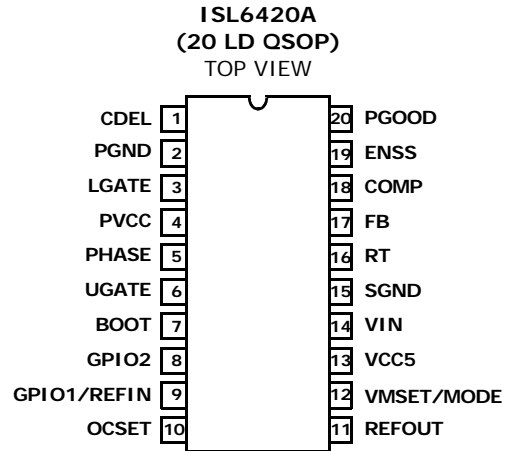 ISL6420A
(20 LD QSOP)
TOP VIEW
CDEL 1
PGND 2
LGATE 3
PVCC 4
PHASE 5
UGATE 6
BOOT 7
GPIO2 8
GPIO1/REFIN 9
OCSET 10
20 PGOOD
19 ENSS
18 COMP
17 FB
16 RT
15 SGND
14 VIN
13 VCC5
12 VMSET/MODE
11 REFOUT